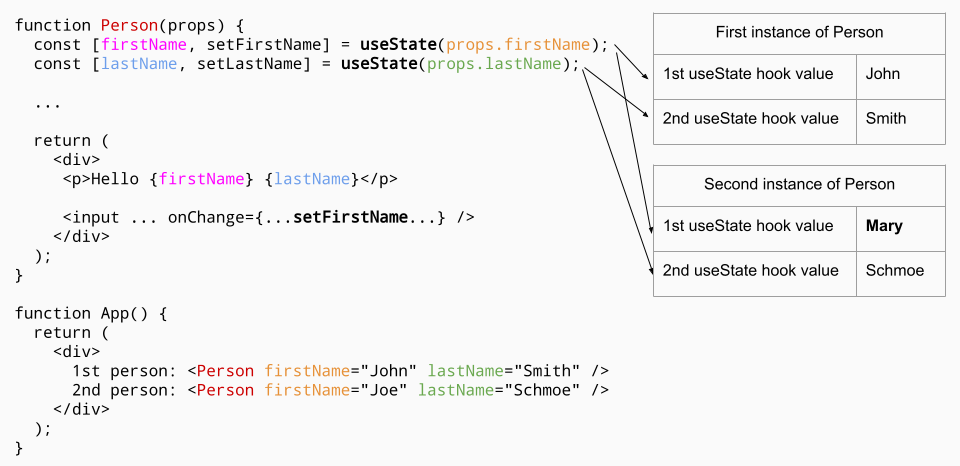 function Person(props) {
const [firstName, setFirstName] = useState(props.firstName);
const [lastName, setLastName] = useState(props.lastName);
...
return (
<div>
<p>Hello {firstName} {lastName}</p>
<input ... onChange={...setFirstName...} />
</div>
);
}
function App() {
return (
<div>
1st person: <Person firstName="John" lastName="Smith" />
2nd person: <Person firstName="Joe" lastName="Schmoe" />
</div>
);
}
First instance of Person
1st useState hook value John
2nd useState hook value Smith
Second instance of Person
1st useState hook value Mary
2nd useState hook value Schmoe